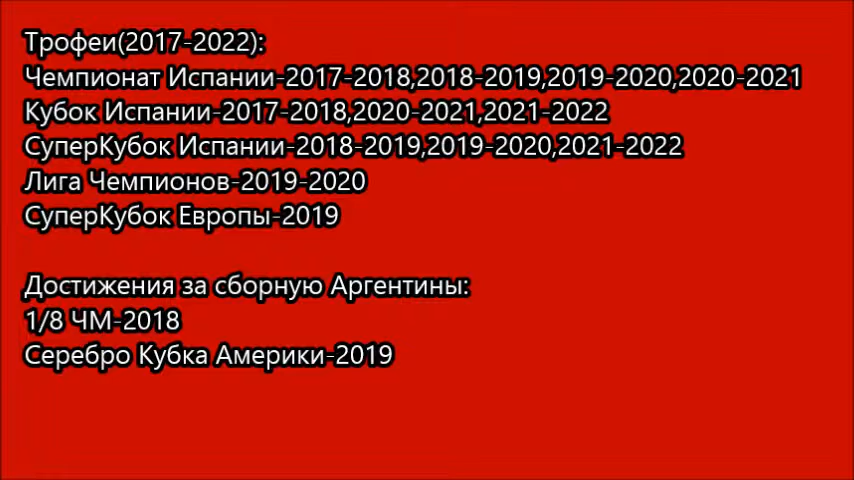 Трофеи(2017-2022):
Чемпионат Испании-2017-2018,2018-2019,2019-2020,2020-2021
Кубок Испании-2017-2018,2020-2021,2021-2022
СуперКубок Испании-2018-2019,2019-2020,2021-2022
Лига Чемпионов-2019-2020
СуперКубок Европы-2019
Достижения за сборную Аргентины:
1/8 ЧМ-2018
Серебро Кубка Америки-2019